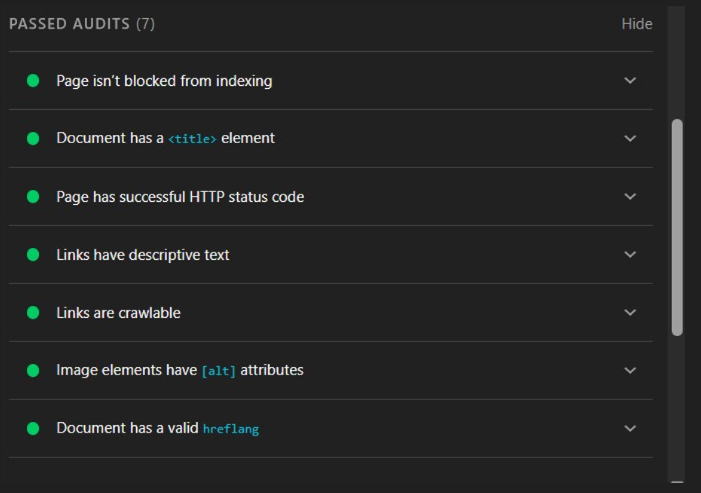 PASSED AUDITS (7) Hide
Page isn’t blocked from indexing
Document has a <title> element
Page has successful HTTP status code
Links have descriptive text
Links are crawlable
Image elements have [alt] attributes
Document has a valid hreflang